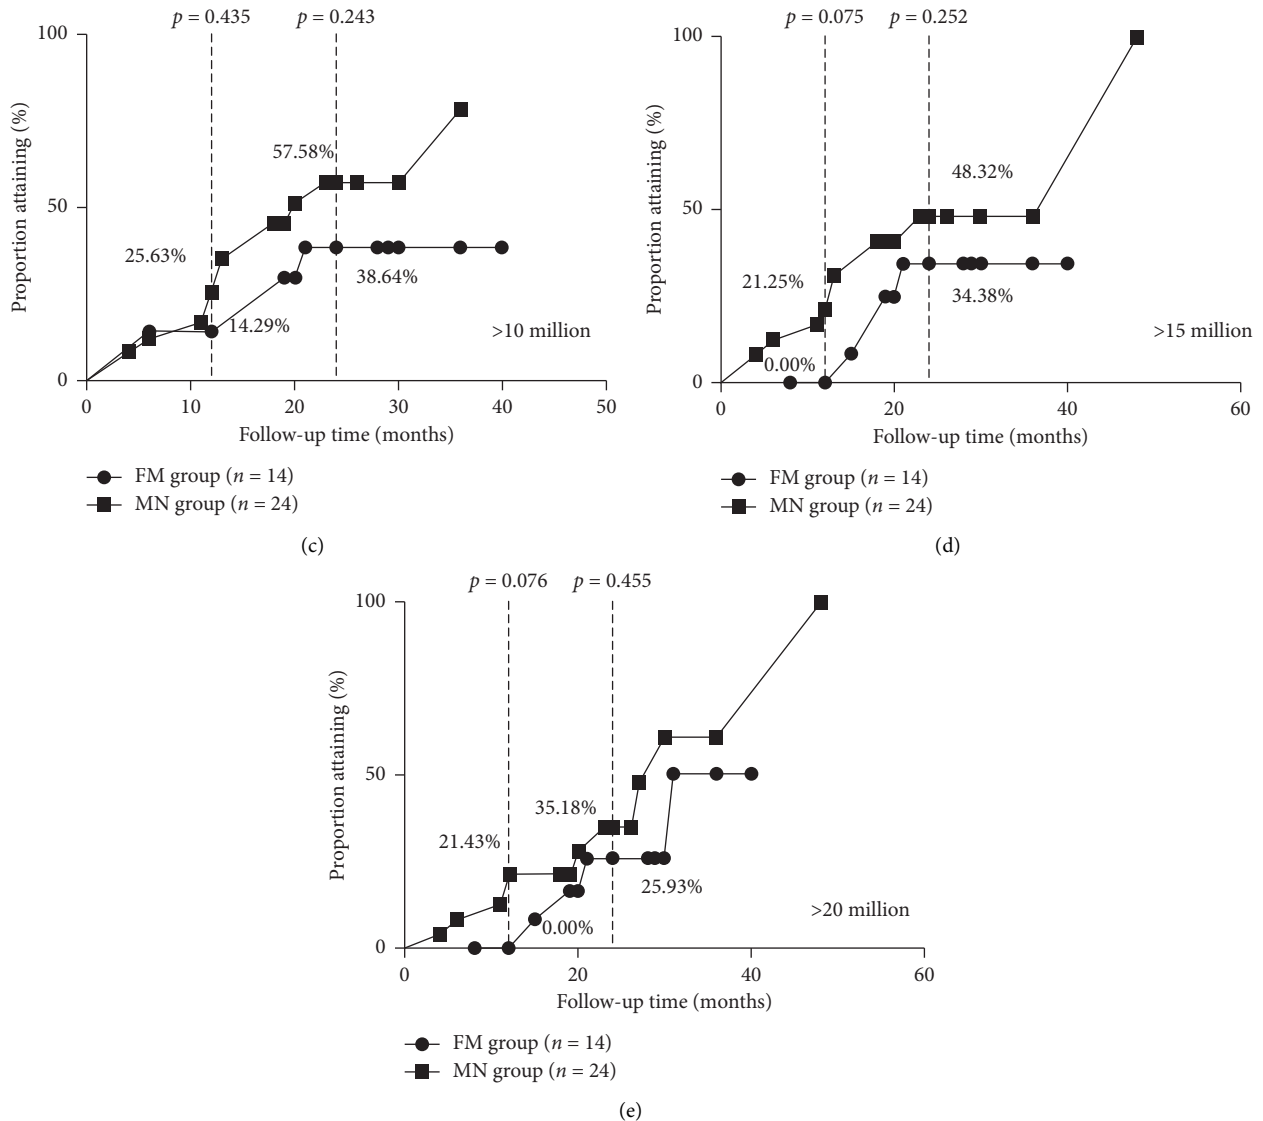 p = 0.435
p = 0.243
100
50
0
Proportion attaining (%)
57.58%
25.63%
38.64%
14.29%
>10 million
0
10
20
30
40
50
Follow-up time (months)
FM group (n = 14)
MN group (n = 24)
(c)
p = 0.075
p = 0.252
100
50
0
Proportion attaining (%)
48.32%
21.25%
34.38%
0.00%
>15 million
0
20
40
60
Follow-up time (months)
FM group (n = 14)
MN group (n = 24)
(d)
p = 0.076
p = 0.455
100
50
0
Proportion attaining (%)
35.18%
21.43%
25.93%
0.00%
>20 million
0
20
40
60
Follow-up time (months)
FM group (n = 14)
MN group (n = 24)
(e)